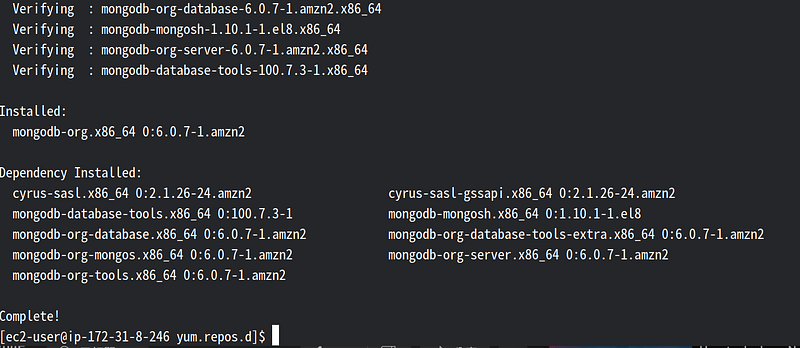 Verifying  : mongodb-org-database-6.0.7-1.amzn2.x86_64
Verifying  : mongodb-mongosh-1.10.1-1.el8.x86_64
Verifying  : mongodb-org-server-6.0.7-1.amzn2.x86_64
Verifying  : mongodb-database-tools-100.7.3-1.x86_64
Installed:
mongodb-org.x86_64 0:6.0.7-1.amzn2
Dependency Installed:
cyrus-sasl.x86_64 0:2.1.26-24.amzn2 cyrus-sasl-gssapi.x86_64 0:2.1.26-24.amzn2
mongodb-database-tools.x86_64 0:100.7.3-1 mongodb-mongosh.x86_64 0:1.10.1-1.el8
mongodb-org-database.x86_64 0:6.0.7-1.amzn2 mongodb-org-database-tools-extra.x86_64 0:6.0.7-1.amzn2
mongodb-org-mongos.x86_64 0:6.0.7-1.amzn2 mongodb-org-server.x86_64 0:6.0.7-1.amzn2
mongodb-org-tools.x86_64 0:6.0.7-1.amzn2
Complete!
[ec2-user@ip-172-31-8-246 yum.repos.d]$